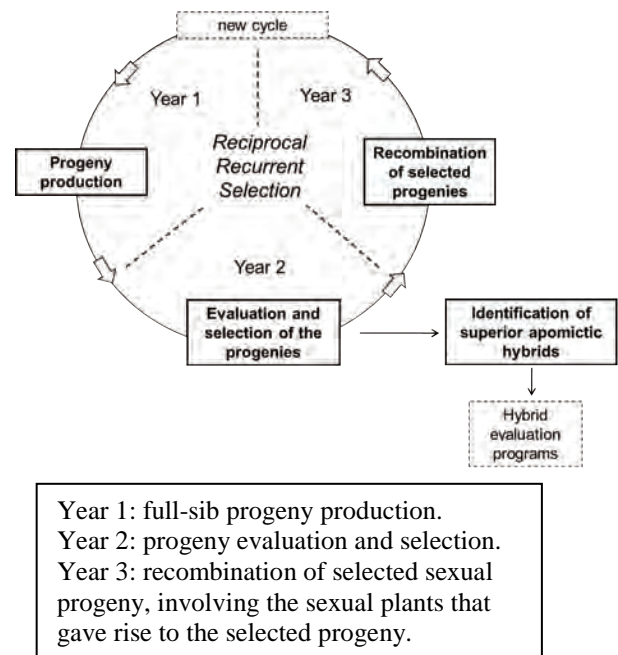 new cycle
Year 1
Year 3
Reciprocal
Recurrent
Selection
Progeny
production
Recombination
of selected
progenies
Year 2
Evaluation and
selection of the
progenies
Identification of
superior apomictic
hybrids
Hybrid
evaluation
programs
Year 1: full-sib progeny production.
Year 2: progeny evaluation and selection.
Year 3: recombination of selected sexual
progeny, involving the sexual plants that
gave rise to the selected progeny.